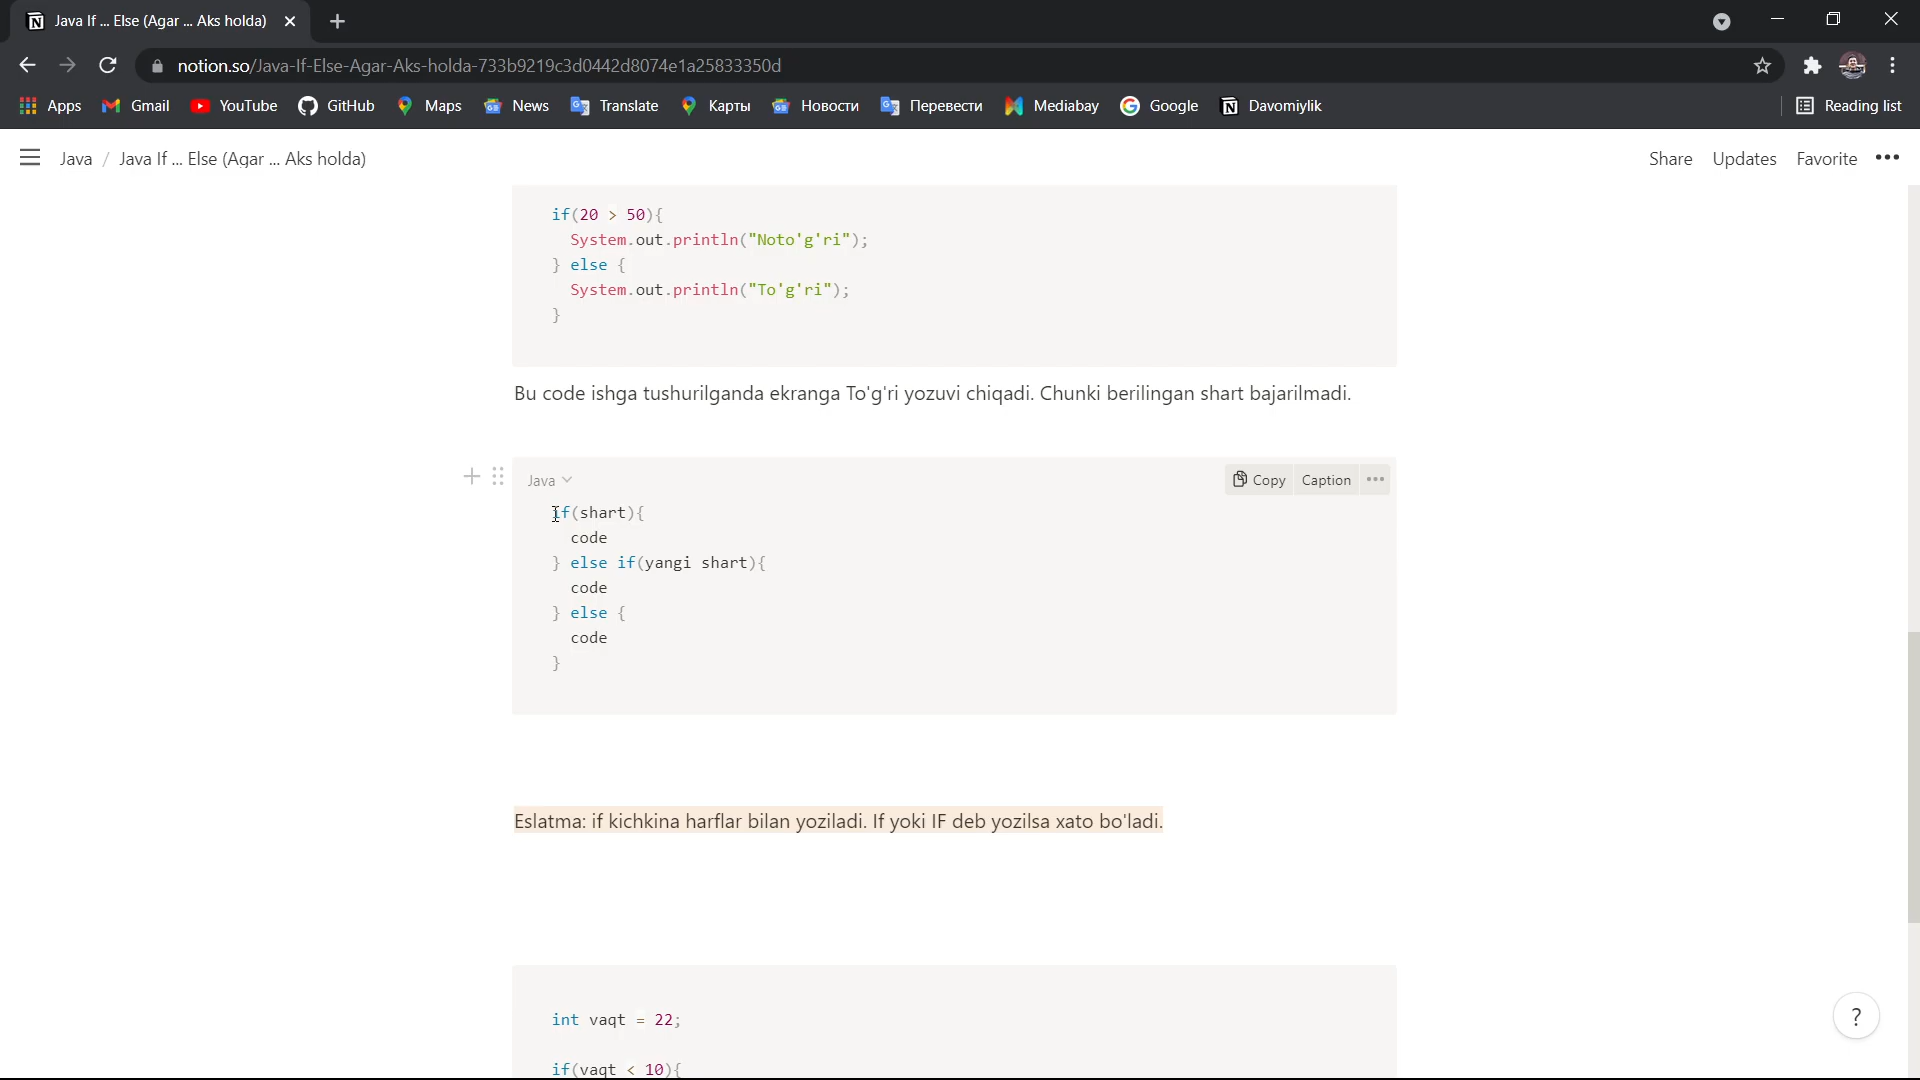 Java If ... Else (Agar ... Aks holda)
notion.so/Java-If-Else-Agar-Aks-holda-733b9219c3d0442d8074e1a25833350d
Apps Gmail YouTube GitHub Maps News Translate Карты Новости Перевести Mediabay Google Davomiylik Reading list
Java / Java If ... Else (Agar ... Aks holda) Share Updates Favorite
if(20 > 50){
System.out.println("Noto'g'ri");
} else {
System.out.println("To'g'ri");
}
Bu code ishga tushurilganda ekranga To'g'ri yozuvi chiqadi. Chunki berilingan shart bajarilmadi.
Java Copy Caption
if(shart){
code
} else if(yangi shart){
code
} else {
code
}
Eslatma: if kichkina harflar bilan yoziladi. If yoki IF deb yozilsa xato bo'ladi.
int vaqt = 22;
if(vaqt < 10){
?